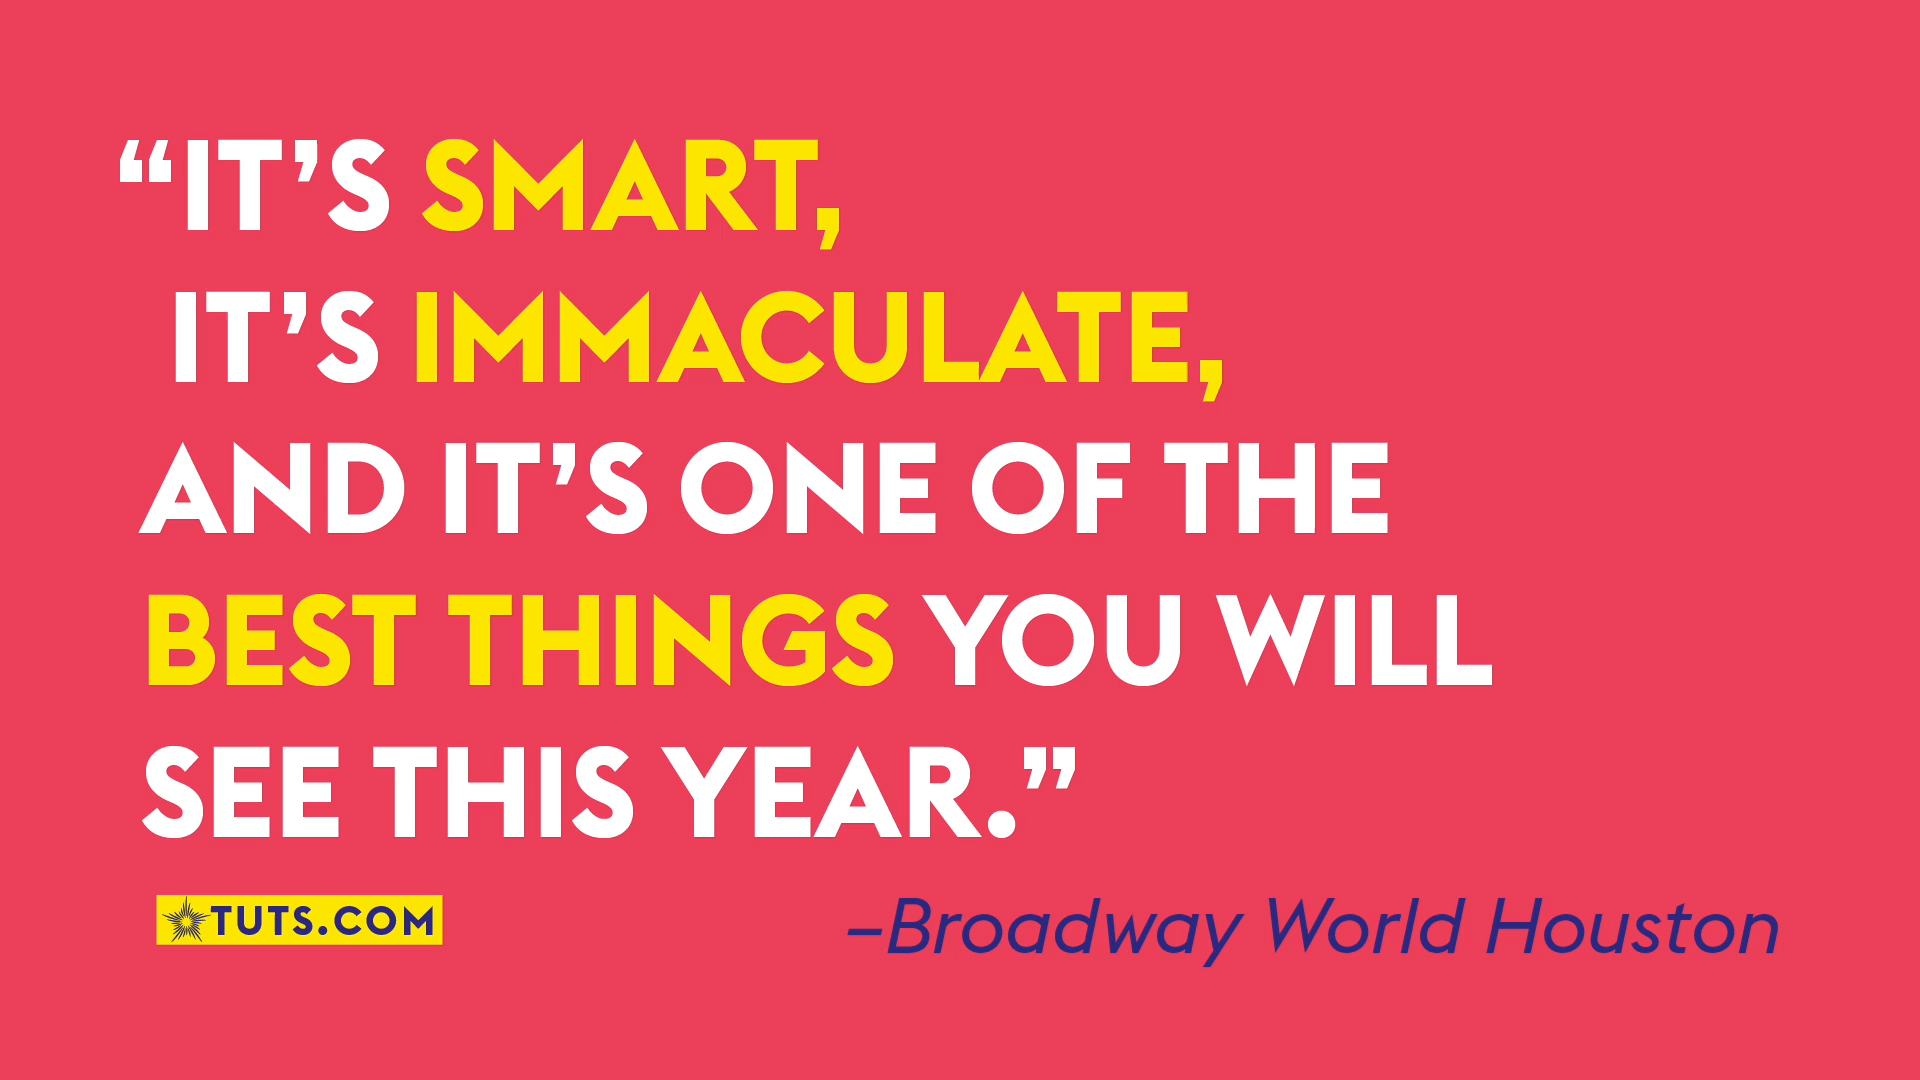 “IT’S SMART,
IT’S IMMACULATE,
AND IT’S ONE OF THE
BEST THINGS YOU WILL
SEE THIS YEAR.”
TUTS.COM
–Broadway World Houston